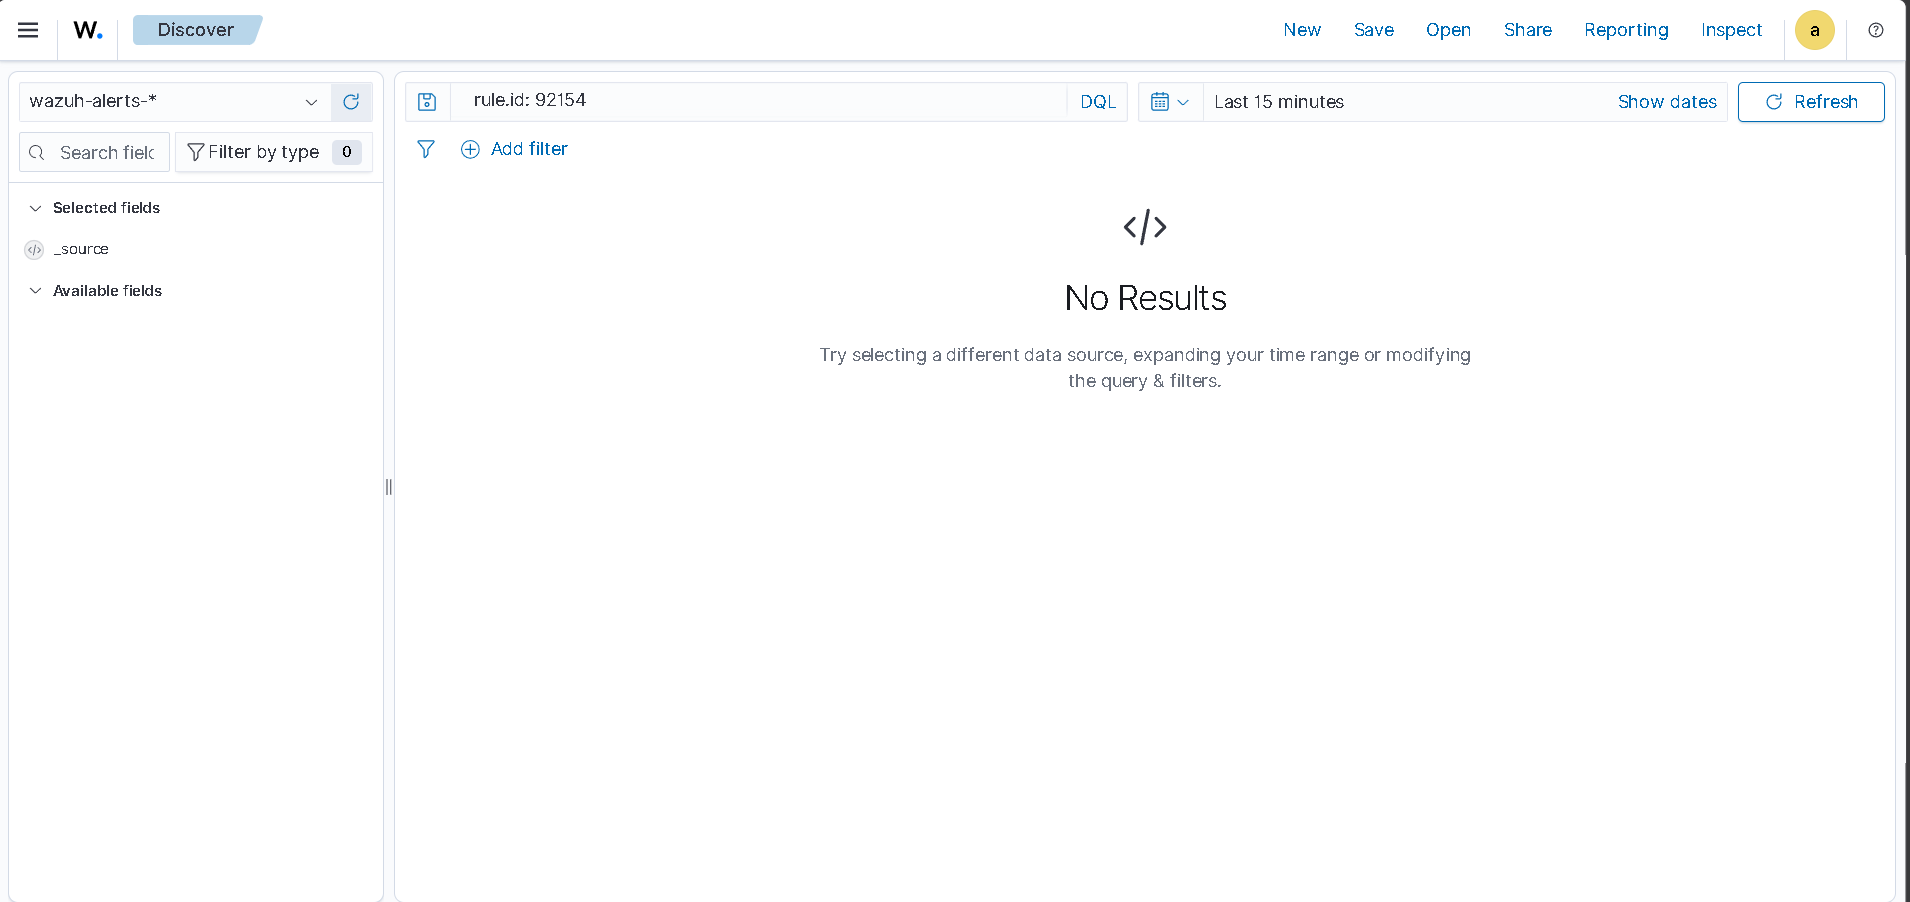 W.
Discover
New
Save
Open
Share
Reporting
Inspect
a
wazuh-alerts-*
rule.id: 92154
DQL
Last 15 minutes
Show dates
Refresh
Search fielc
Filter by type
0
Add filter
Selected fields
_source
Available fields
No Results
Try selecting a different data source, expanding your time range or modifying
the query & filters.